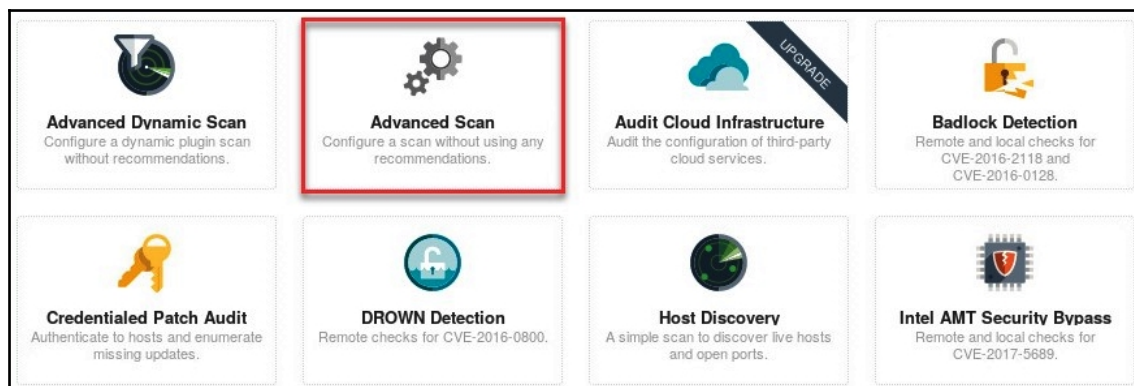 Advanced Dynamic Scan
Configure a dynamic plugin scan
without recommendations.
Advanced Scan
Configure a scan without using any
recommendations.
UPGRADE
Audit Cloud Infrastructure
Audit the configuration of third-party
cloud services.
Badlock Detection
Remote and local checks for
CVE-2016-2118 and
CVE-2016-0128.
Credentialed Patch Audit
Authenticate to hosts and enumerate
missing updates.
DROWN Detection
Remote checks for CVE-2016-0800.
Host Discovery
A simple scan to discover live hosts
and open ports.
Intel AMT Security Bypass
Remote and local checks for
CVE-2017-5689.